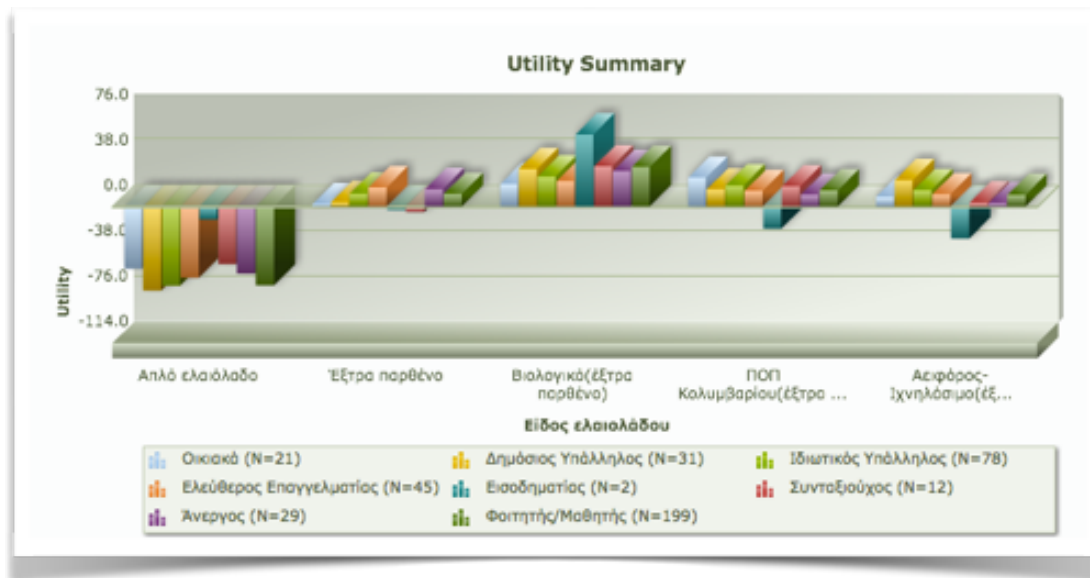 Utility Summary
76.0
38.0
0.0
-38.0
-76.0
-114.0
Utility
Απλό ελαιόλαδο
Έξτρα παρθένο
Βιολογικό(έξτρα
παρθένο)
ΠΟΠ
Κολυμβαρίου(έξτρα ...
Αειφόρος-
Ιχνηλάσιμο(έξ...
Είδος ελαιολάδου
Οικιακά (N=21)
Δημόσιος Υπάλληλος (N=31)
Ιδιωτικός Υπάλληλος (N=78)
Ελεύθερος Επαγγελματίας (N=45)
Εισοδηματίας (N=2)
Συνταξιούχος (N=12)
Άνεργος (N=29)
Φοιτητής/Μαθητής (N=199)